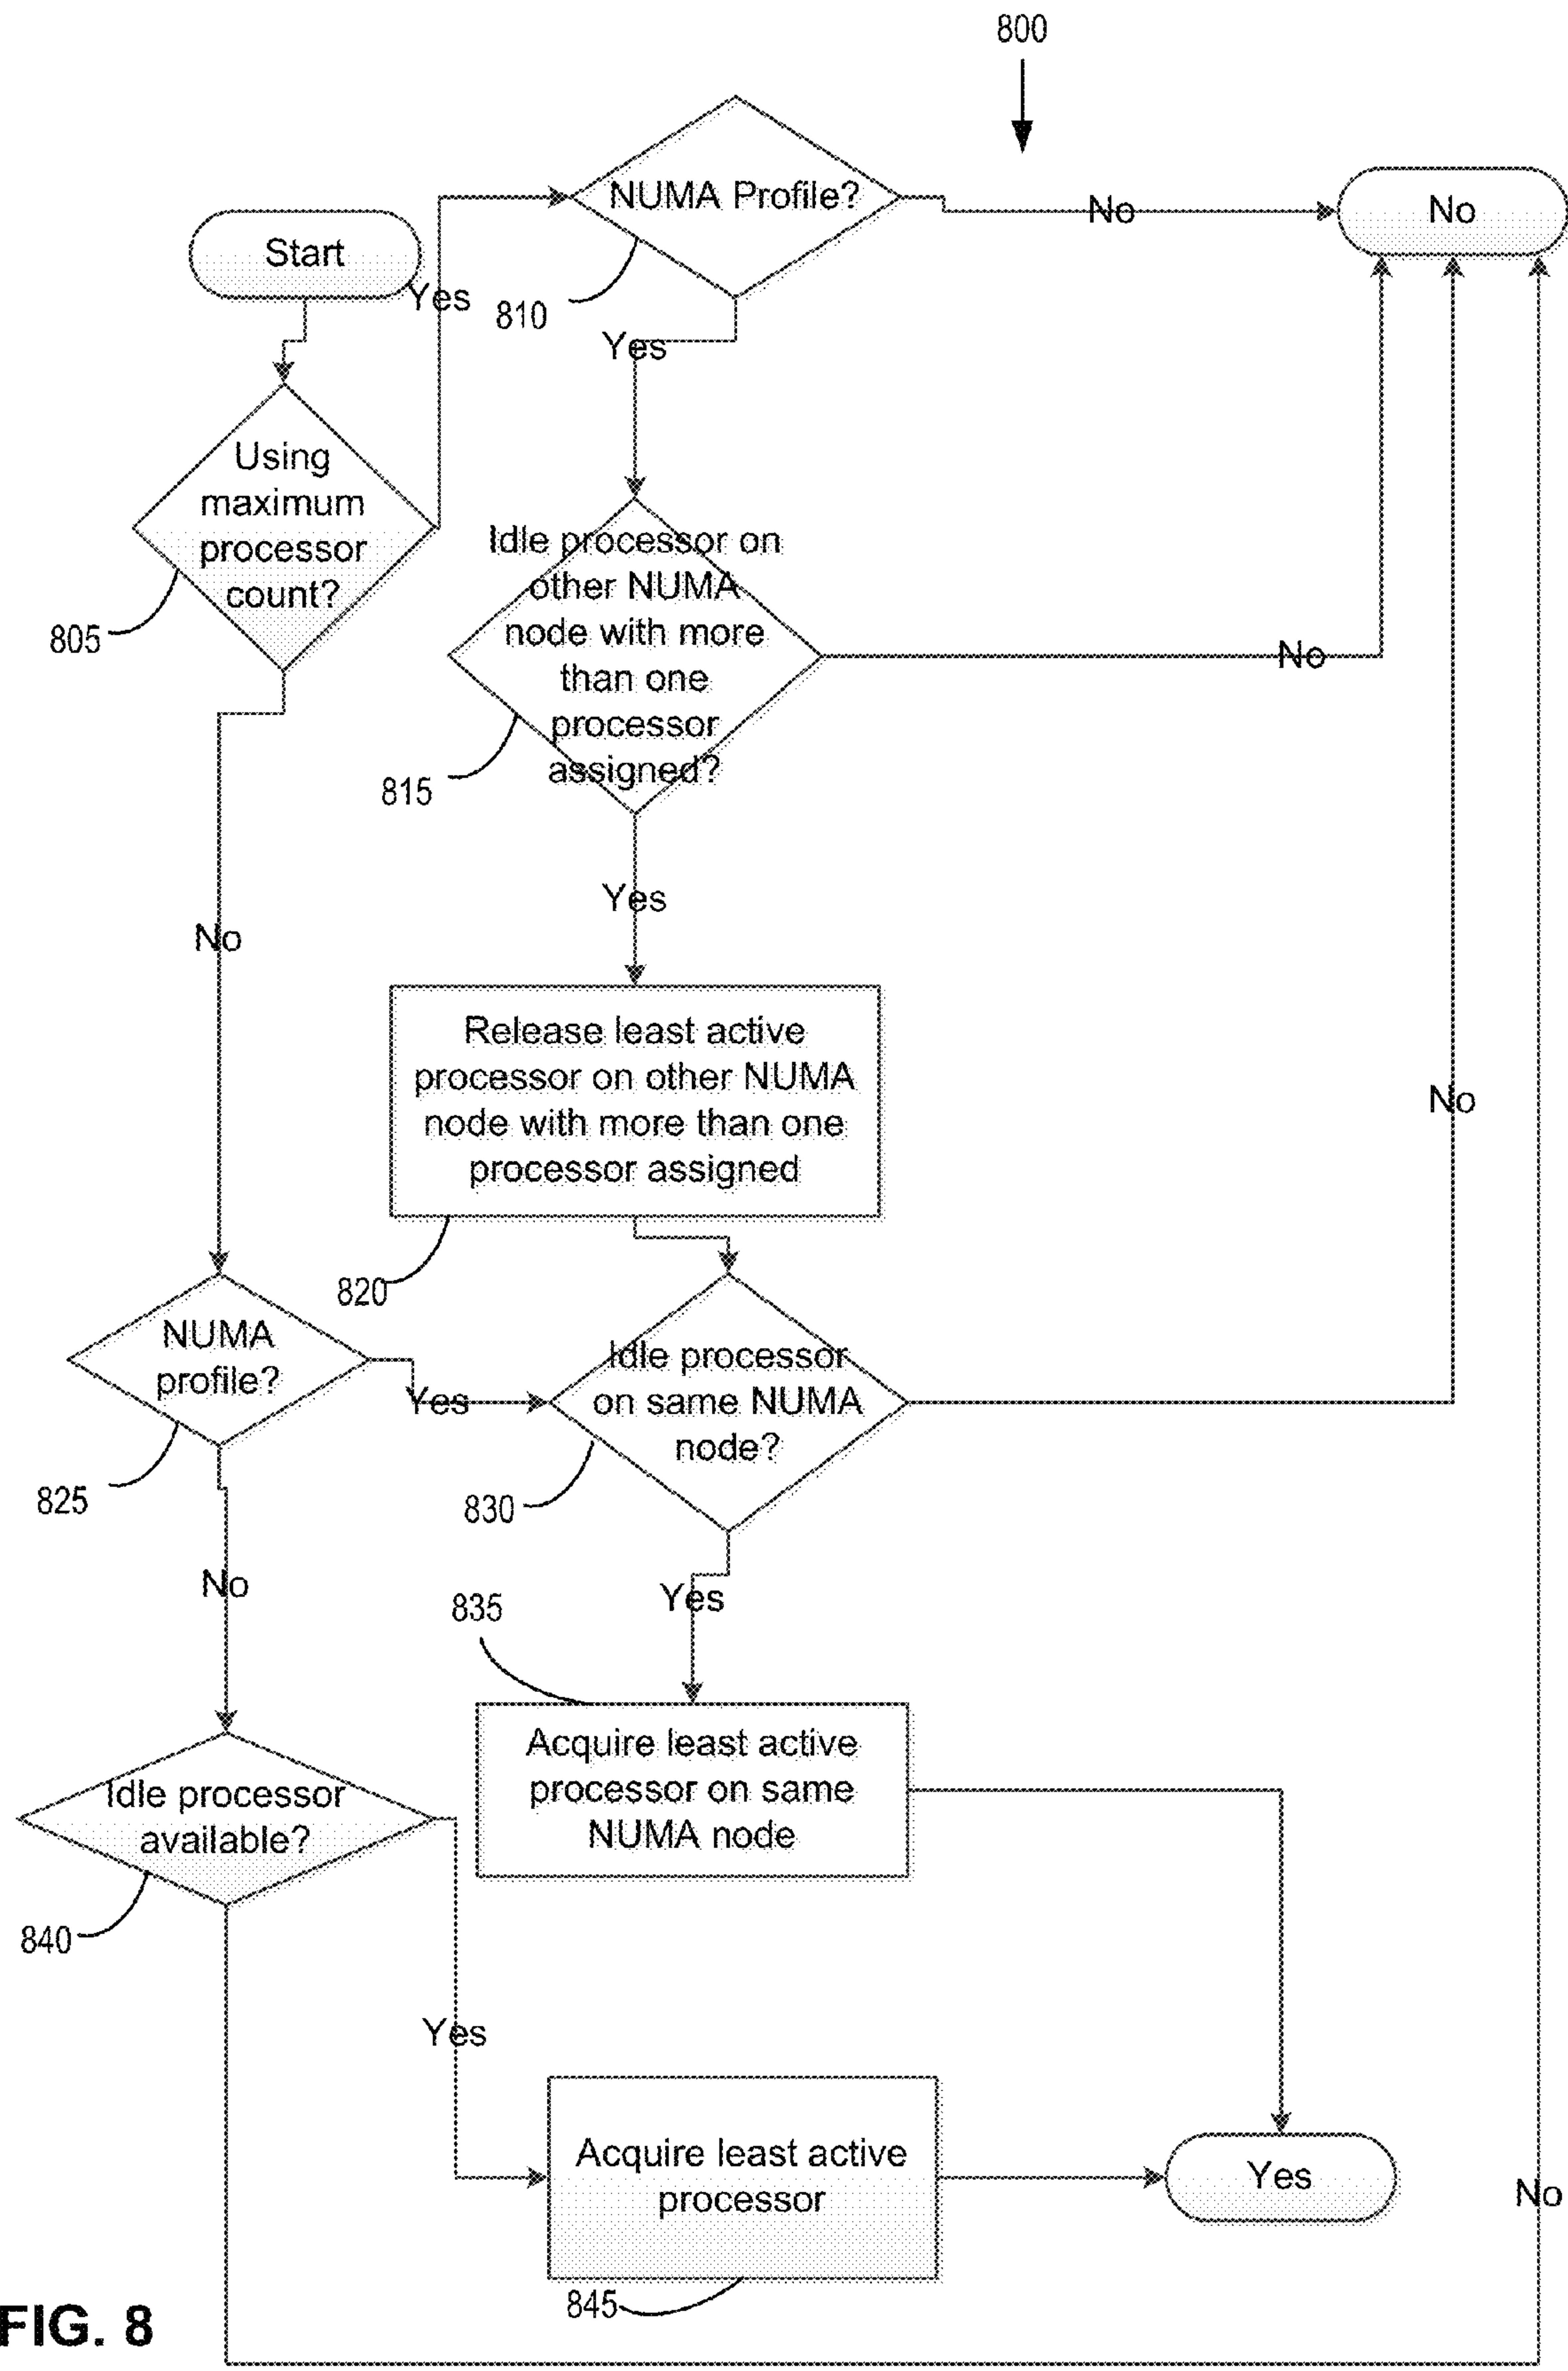 800
NUMA Profile?
No
No
Start
Yes
810
Yes
Using
maximum
processor
count?
805
Idle processor on
other NUMA
node with more
than one
processor
assigned?
No
815
Yes
No
Release least active
processor on other NUMA
node with more than one
processor assigned
No
820
NUMA
profile?
Yes
Idle processor
on same NUMA
node?
825
830
No
Yes
835
Acquire least active
processor on same
NUMA node
Idle processor
available?
840
Yes
Acquire least active
processor
Yes
No
845
FIG. 8